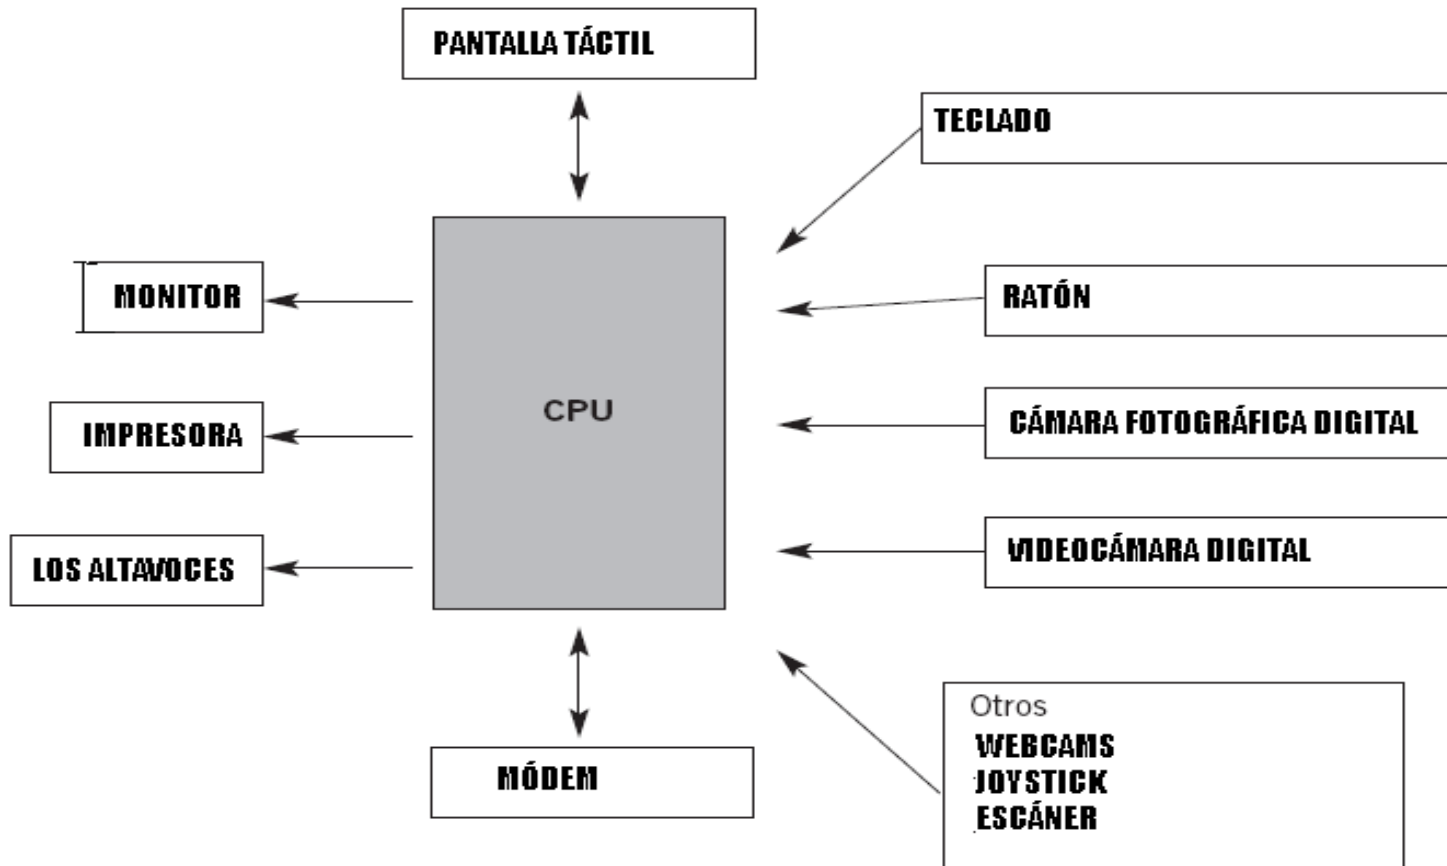 PANTALLA TÁCTIL
TECLADO
MONITOR
RATÓN
CPU
IMPRESORA
CÁMARA FOTOGRÁFICA DIGITAL
LOS ALTAVOCES
VIDEOCÁMARA DIGITAL
MÓDEM
Otros
WEBCAMS
JOYSTICK
ESCÁNER